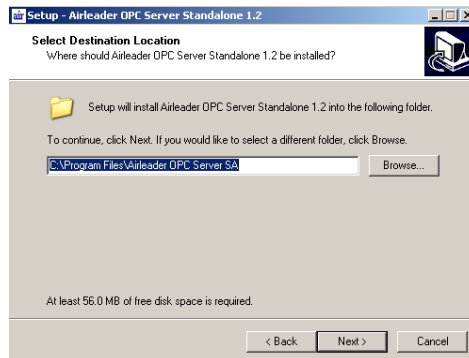 air Setup - Airleader OPC Server Standalone 1.2
Select Destination Location
Where should Airleader OPC Server Standalone 1.2 be installed?
Setup will install Airleader OPC Server Standalone 1.2 into the following folder.
To continue, click Next. If you would like to select a different folder, click Browse.
C:\Program Files\Airleader OPC Server SA
Browse...
At least 56.0 MB of free disk space is required.
< Back
Next >
Cancel